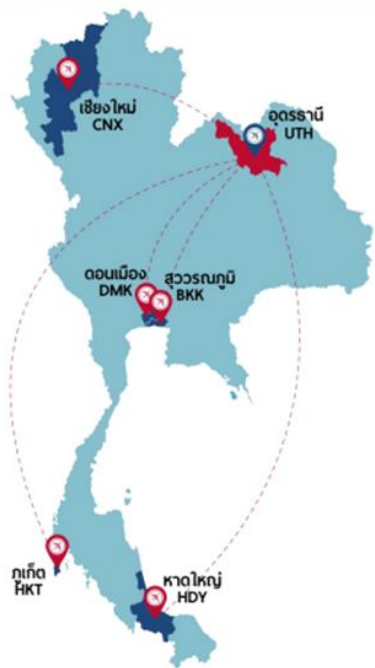 เชียงใหม่
CNX
อุดรธานี
UTH
ดอนเมือง
DMK
สุวรรณภูมิ
BKK
ภูเก็ต
HKT
หาดใหญ่
HDY